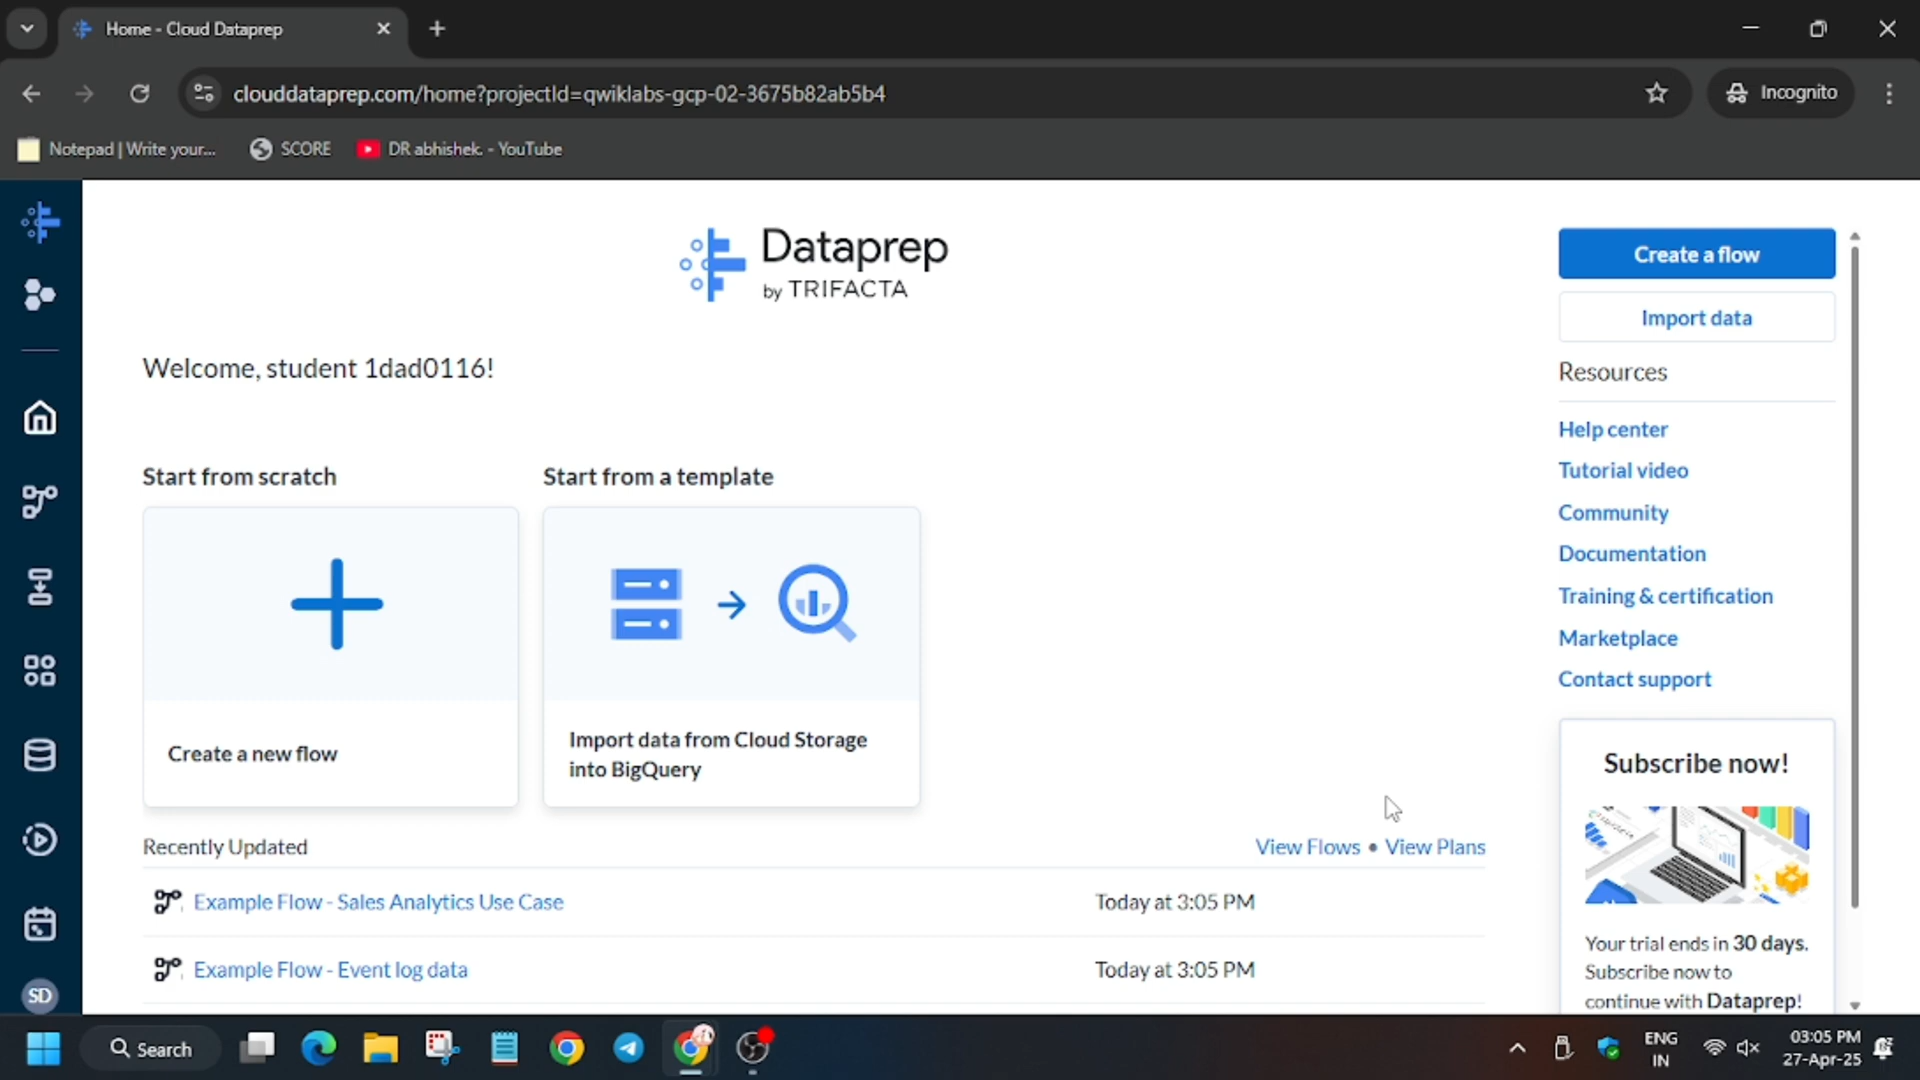 Home - Cloud Dataprep
clouddataprep.com/home?projectId=qwiklabs-gcp-02-3675b82ab5b4
Incognito
Notepad | Write your...
SCORE
DR abhishek. - YouTube
Dataprep
by TRIFACTA
Create a flow
Import data
Welcome, student 1dad0116!
Resources
Help center
Tutorial video
Community
Documentation
Training & certification
Marketplace
Contact support
Start from scratch
Start from a template
Create a new flow
Import data from Cloud Storage
into BigQuery
Subscribe now!
Your trial ends in 30 days.
Subscribe now to
continue with Dataprep!
Recently Updated
View Flows • View Plans
Example Flow - Sales Analytics Use Case
Today at 3:05 PM
Example Flow - Event log data
Today at 3:05 PM
SD
Search
ENG
IN
03:05 PM
27-Apr-25